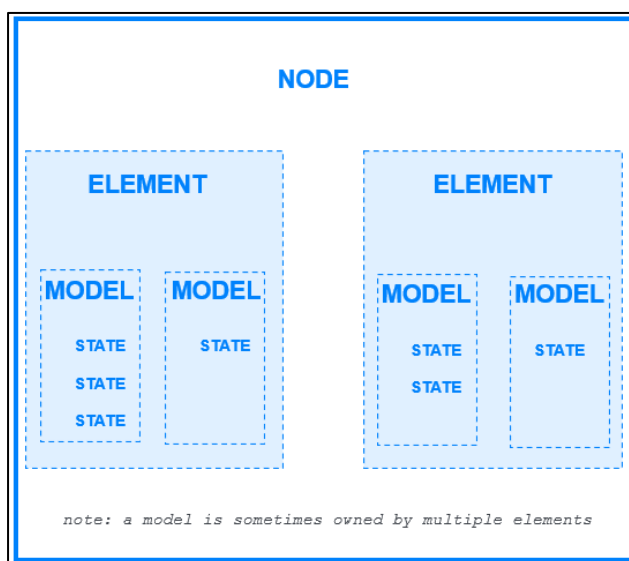 NODE
ELEMENT ELEMENT
MODEL MODEL MODEL MODEL
STATE STATE STATE STATE
STATE STATE
STATE
note: a model is sometimes owned by multiple elements